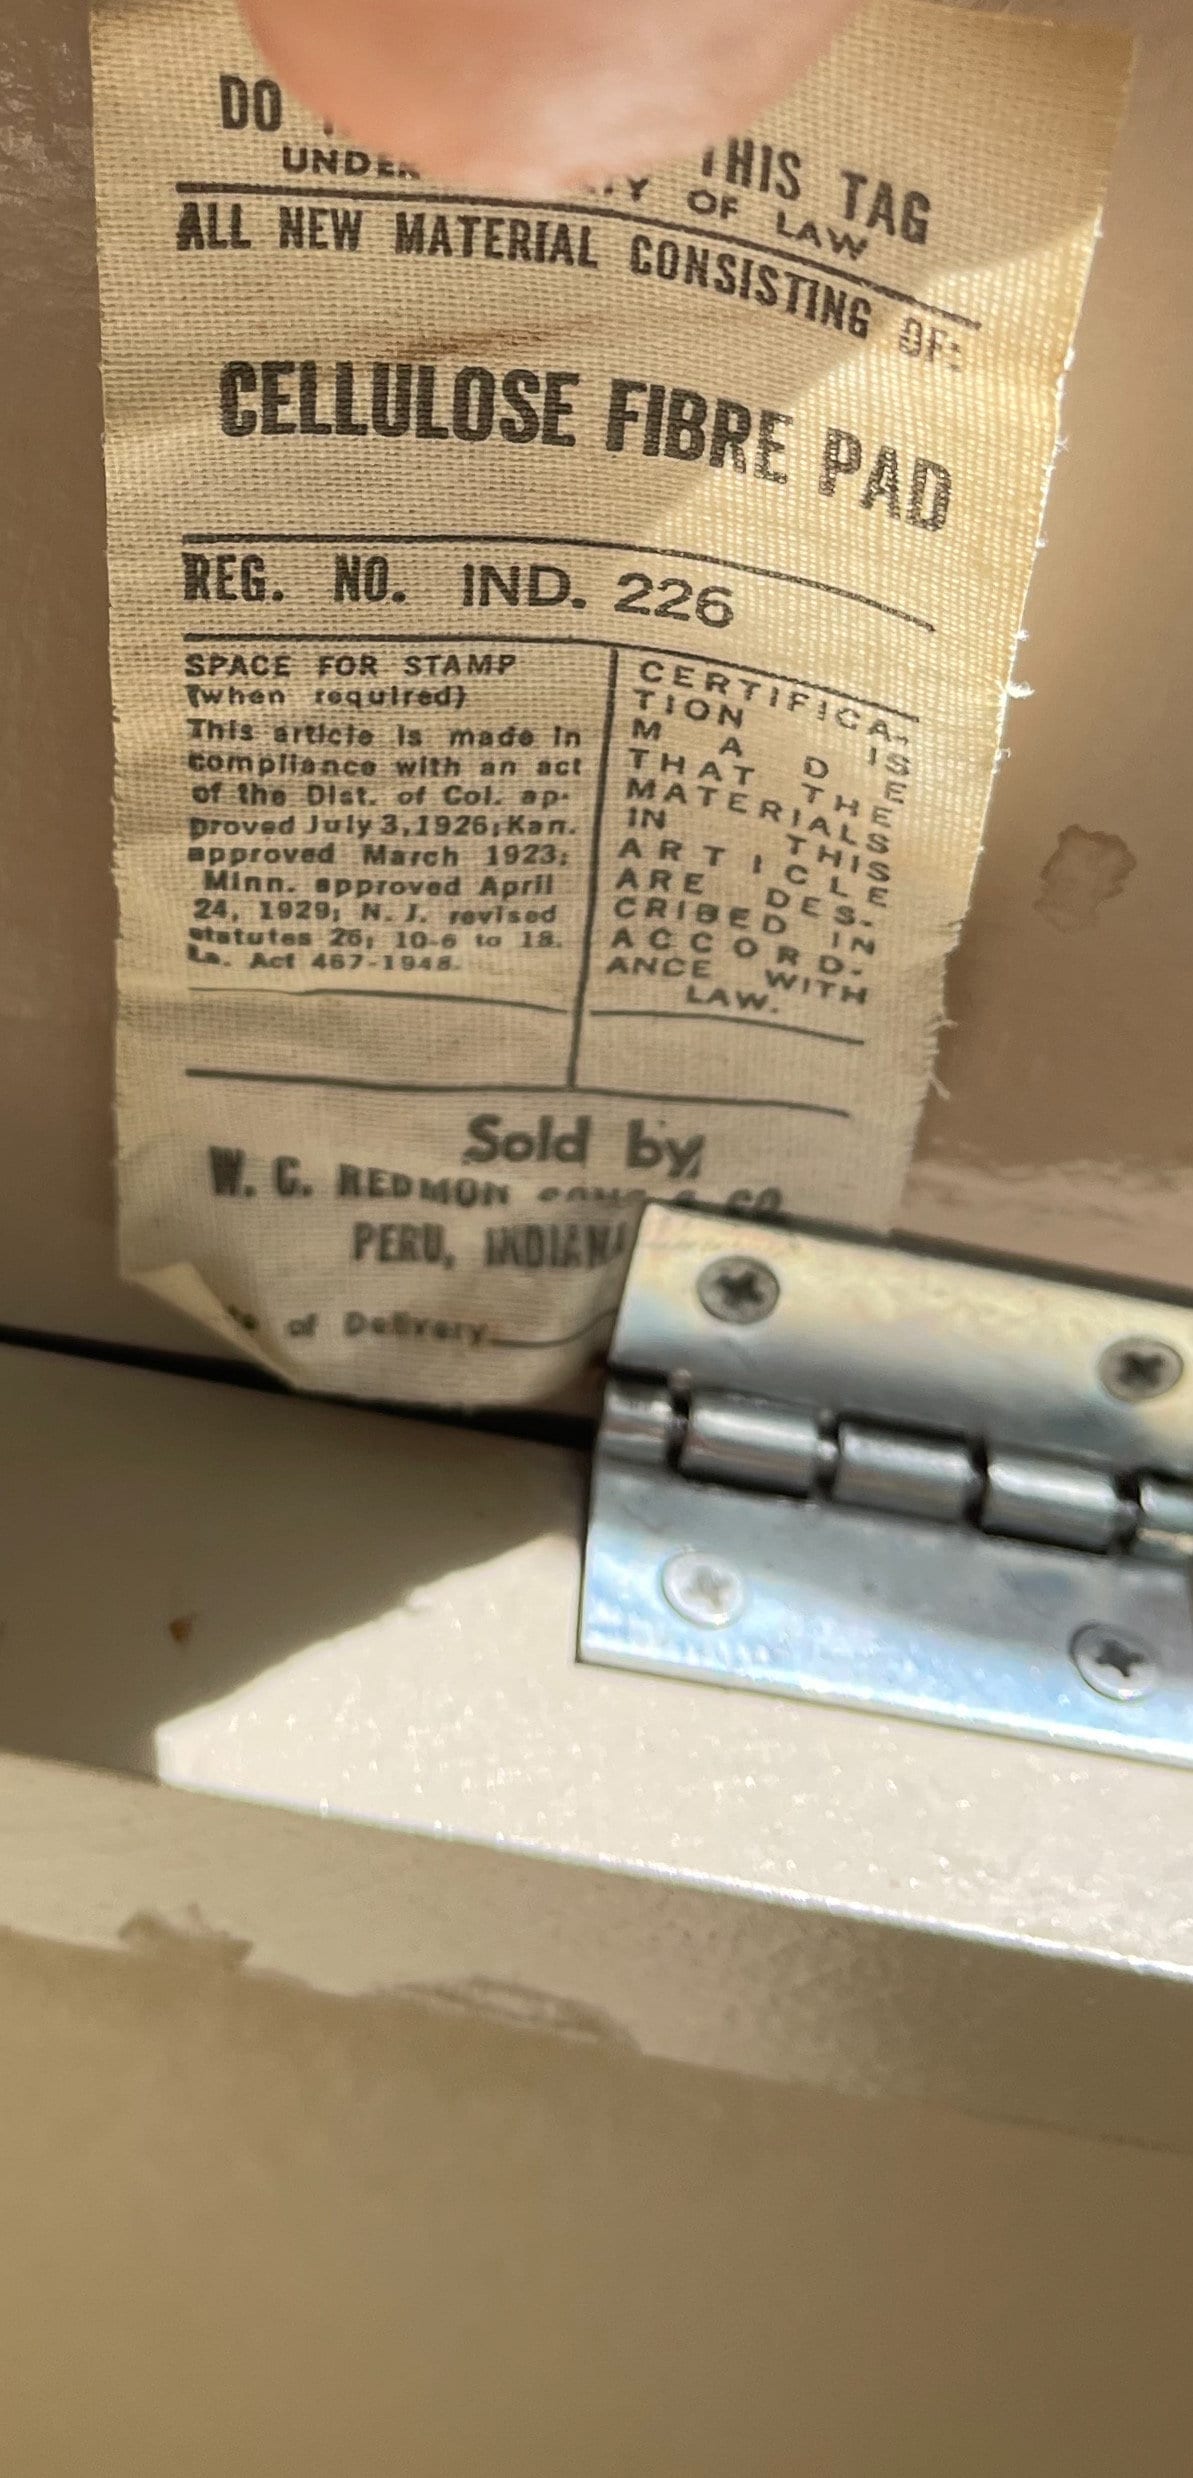 DO THIS TAG
UNDER OF LAW
ALL NEW MATERIAL CONSISTING OF:
CELLULOSE FIBRE PAD
REG. NO. IND. 226
SPACE FOR STAMP
(when required)
This article is made in
compliance with an act
of the Dist. of Col. ap-
proved July 3, 1926; Kan.
approved March 1923;
Minn. approved April
24, 1929; N. J. revised
statutes 26; 10-6 to 18.
La. Act 467-1948.
CERTIFICA-
TION IS
MADE
THAT THE
MATERIALS
IN THIS
ARTICLE
ARE DES-
CRIBED IN
ACCORD-
ANCE WITH
LAW.
Sold by
W. C. REDMON SONS & CO.
PERU, INDIANA
of Delivery